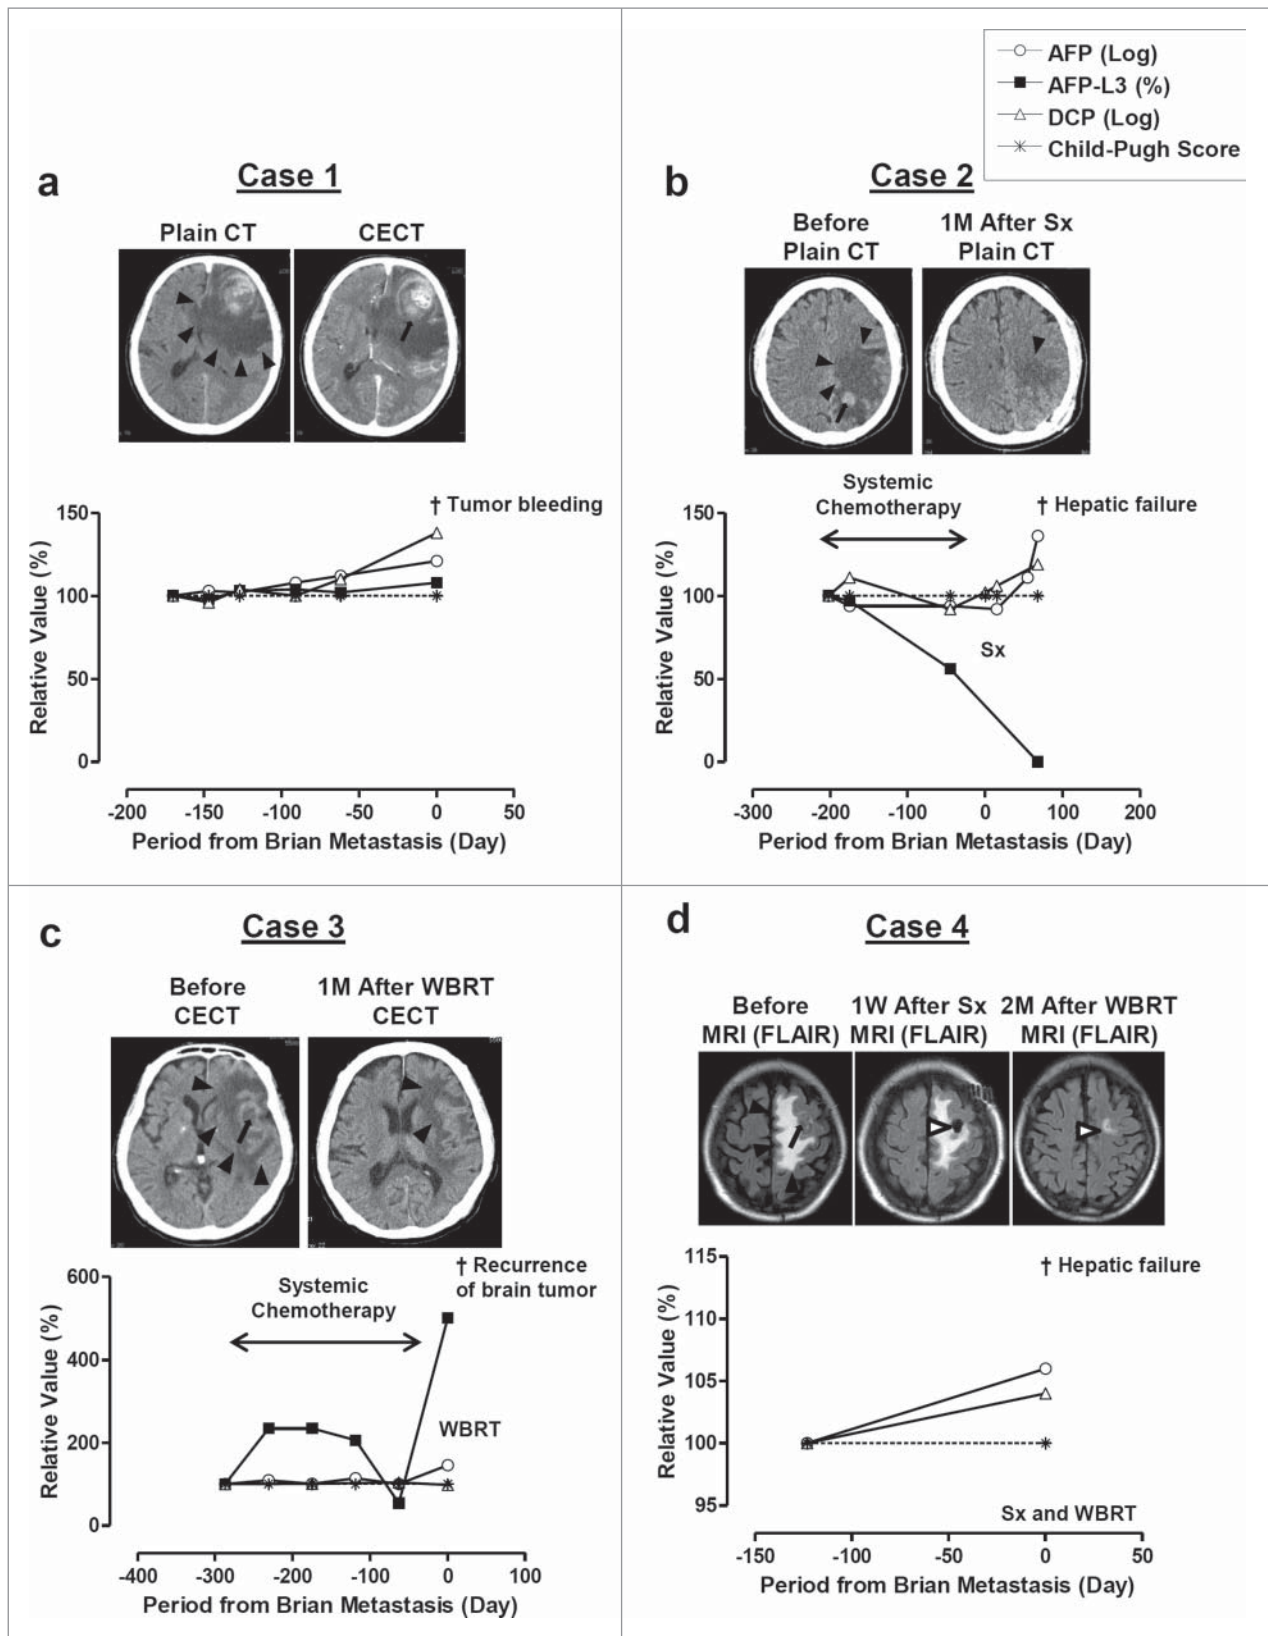 AFP (Log)
AFP-L3 (%)
DCP (Log)
Child-Pugh Score
a
Case 1
Plain CT
CECT
† Tumor bleeding
Relative Value (%)
150
100
50
0
-200
-150
-100
-50
0
50
Period from Brian Metastasis (Day)
b
Case 2
Before
Plain CT
1M After Sx
Plain CT
Systemic
Chemotherapy
† Hepatic failure
Sx
Relative Value (%)
150
100
50
0
-300
-200
-100
0
100
200
Period from Brian Metastasis (Day)
c
Case 3
Before
CECT
1M After WBRT
CECT
† Recurrence
of brain tumor
Systemic
Chemotherapy
WBRT
Relative Value (%)
600
400
200
0
-400
-300
-200
-100
0
100
Period from Brian Metastasis (Day)
d
Case 4
Before
MRI (FLAIR)
1W After Sx
MRI (FLAIR)
2M After WBRT
MRI (FLAIR)
† Hepatic failure
Sx and WBRT
Relative Value (%)
115
110
105
100
95
-150
-100
-50
0
50
Period from Brian Metastasis (Day)